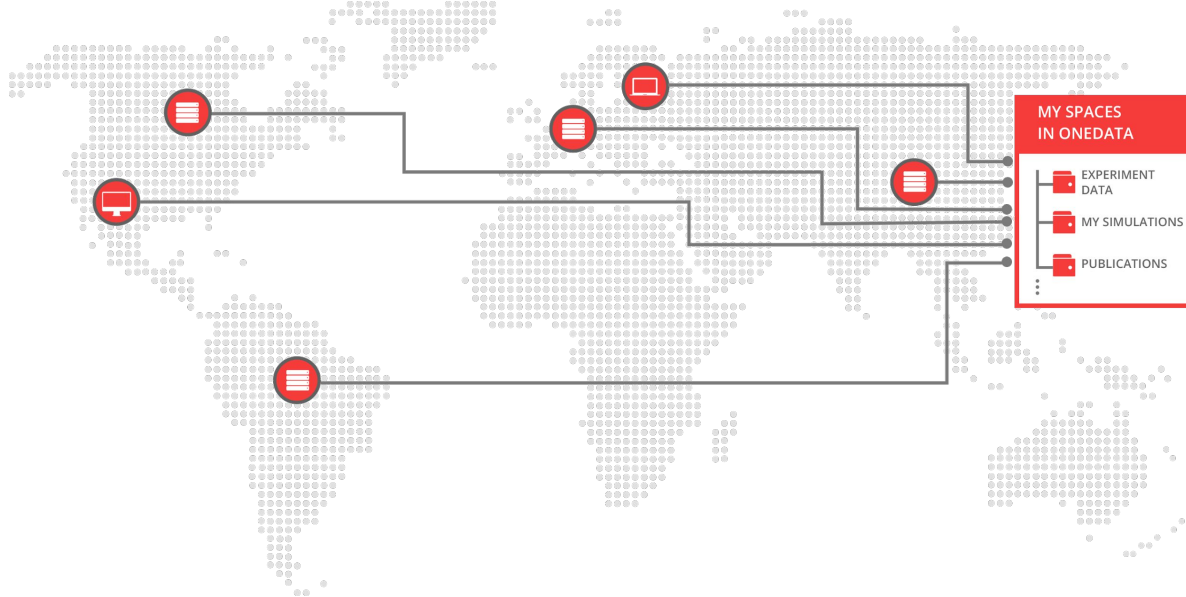 MY SPACES
IN ONEDATA
EXPERIMENT
DATA
MY SIMULATIONS
PUBLICATIONS